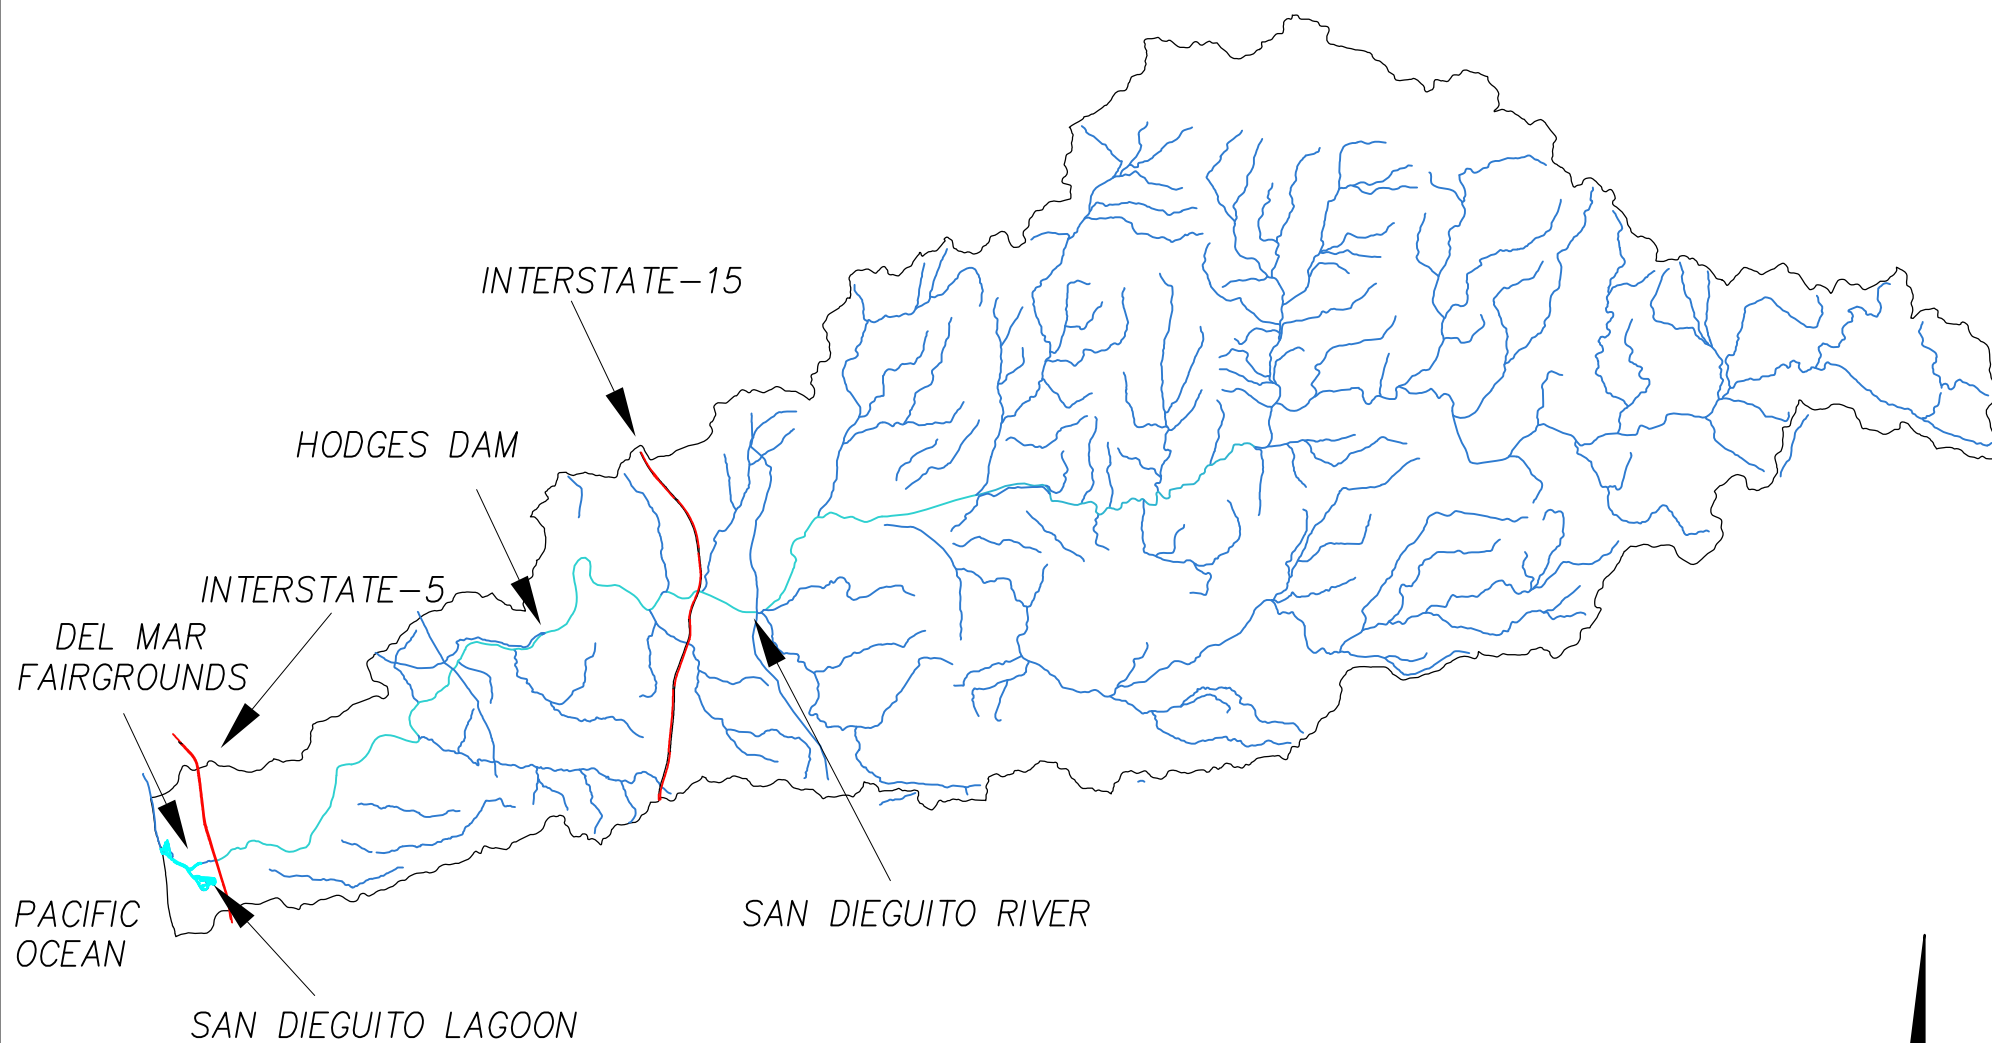 INTERSTATE-15
HODGES DAM
INTERSTATE-5
DEL MAR
FAIRGROUNDS
PACIFIC
OCEAN
SAN DIEGUITO RIVER
SAN DIEGUITO LAGOON